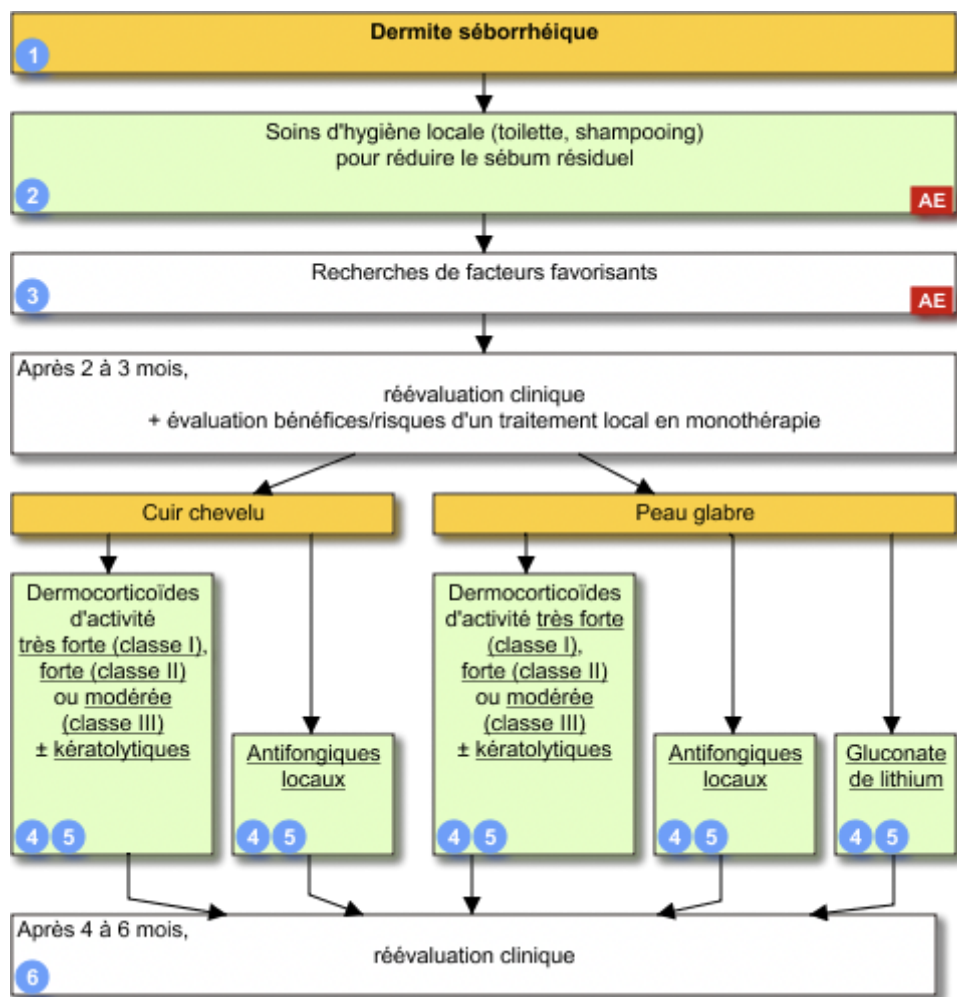 Dermite séborrhéique
1
Soins d'hygiène locale (toilette, shampooing)
pour réduire le sébum résiduel
2
AE
Recherches de facteurs favorisants
3
AE
Après 2 à 3 mois,
réévaluation clinique
+ évaluation bénéfices/risques d'un traitement local en monothérapie
Cuir chevelu
Peau glabre
Dermocorticoïdes
d'activité
très forte (classe I),
forte (classe II)
ou modérée
(classe III)
± kératolytiques
4 5
Antifongiques
locaux
4 5
Dermocorticoïdes
d'activité très forte
(classe I),
forte (classe II)
ou modérée
(classe III)
± kératolytiques
4 5
Antifongiques
locaux
4 5
Gluconate
de lithium
4 5
Après 4 à 6 mois,
réévaluation clinique
6